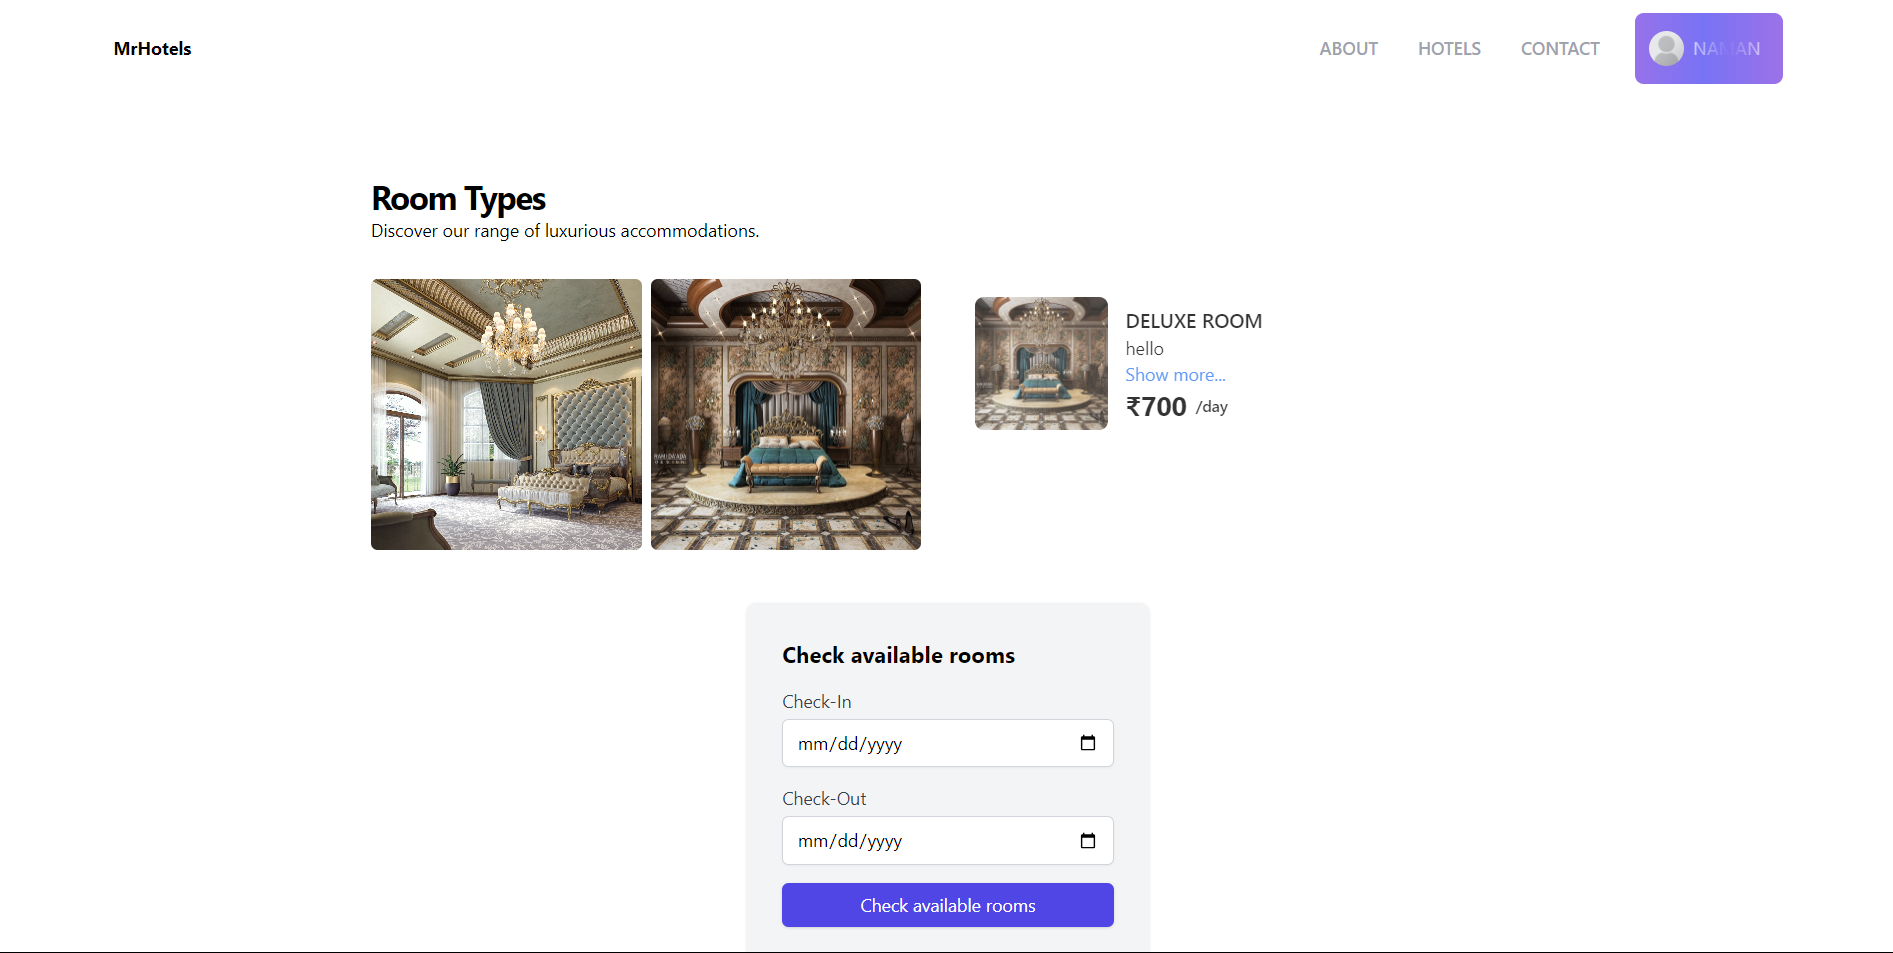 MrHotels
ABOUT
HOTELS
CONTACT
NAMAN
Room Types
Discover our range of luxurious accommodations.
DELUXE ROOM
hello
Show more...
₹700 /day
Check available rooms
Check-In
mm/dd/yyyy
Check-Out
mm/dd/yyyy
Check available rooms